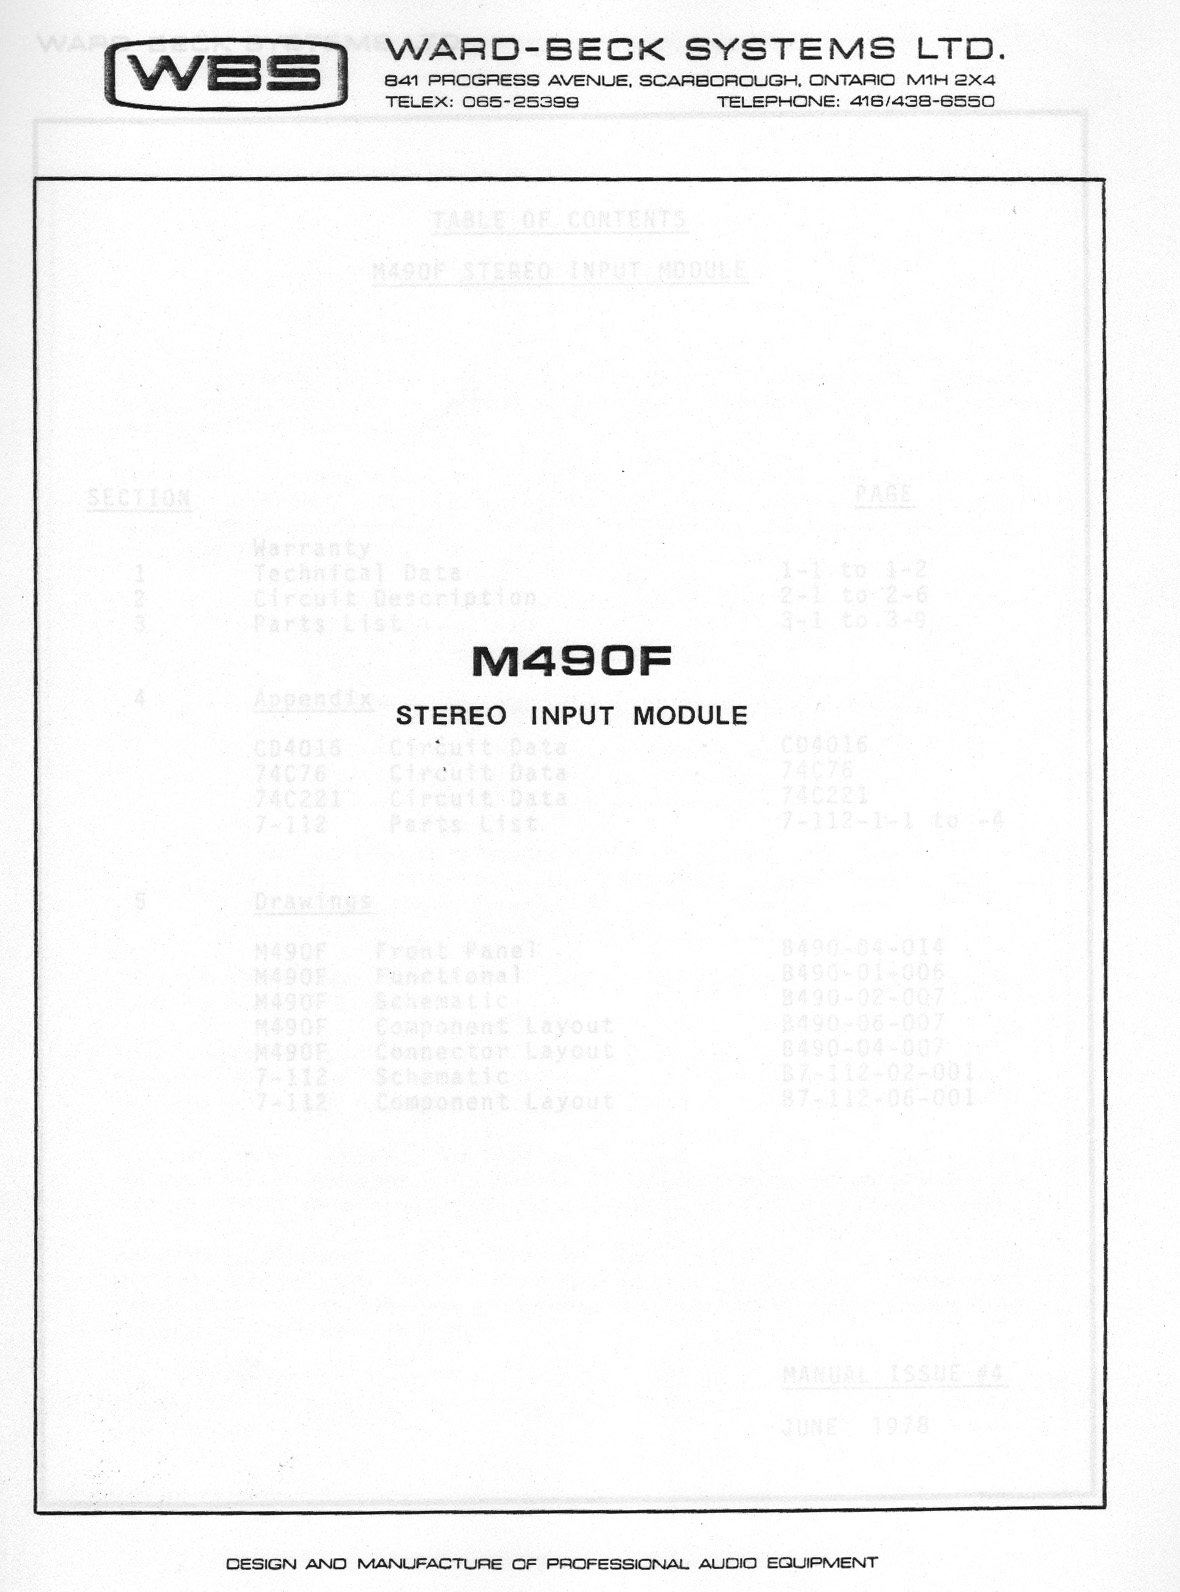 WBS
WARD-BECK SYSTEMS LTD.
841 PROGRESS AVENUE, SCARBOROUGH, ONTARIO M1H 2X4
TELEX: 065-25399 TELEPHONE: 416/438-6550
TABLE OF CONTENTS
M490F STEREO INPUT MODULE
SECTION PAGE
Warranty
1 Technical Data 1-1 to 1-2
2 Circuit Description 2-1 to 2-6
3 Parts List 3-1 to 3-9
M490F
4 Appendix
STEREO INPUT MODULE
CD4016 Circuit Data CD4016
74C76 Circuit Data 74C76
74C221 Circuit Data 74C221
7-112 Parts List 7-112-1-1 to -4
5 Drawings
M490F Front Panel B490-04-014
M490F Functional B490-01-006
M490F Schematic B490-02-007
M490F Component Layout B490-06-007
M490F Connector Layout B490-04-007
7-112 Schematic B7-112-02-001
7-112 Component Layout B7-112-06-001
MANUAL ISSUE #4
JUNE 1978
DESIGN AND MANUFACTURE OF PROFESSIONAL AUDIO EQUIPMENT